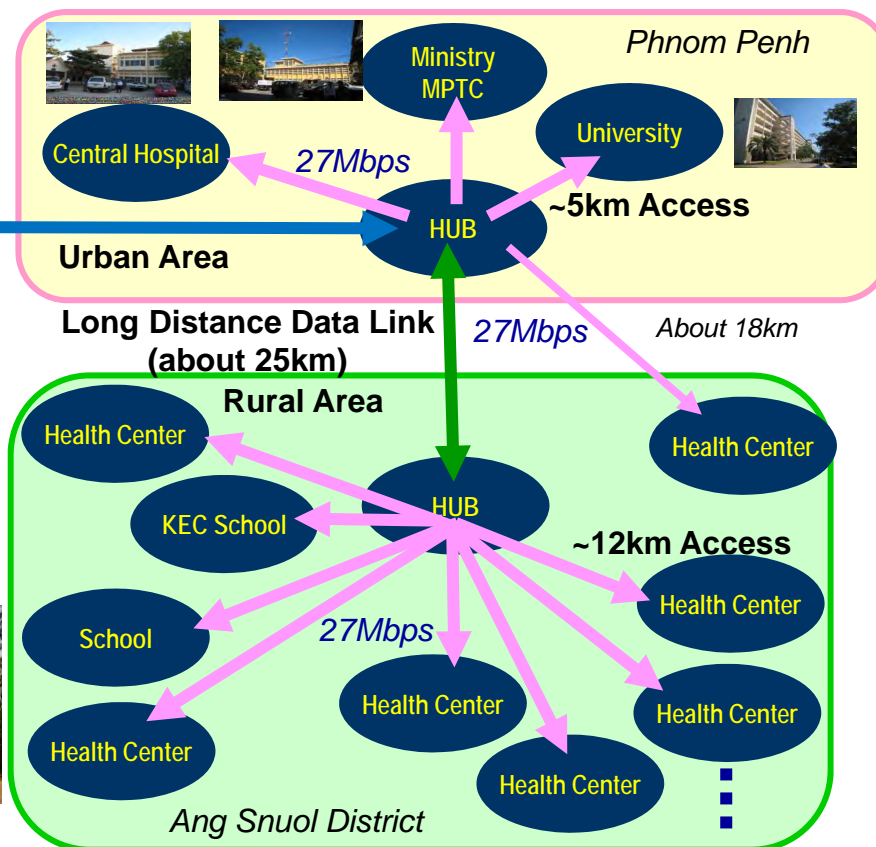 Phnom Penh
Ministry
MPTC
University
Central Hospital
27Mbps
~5km Access
HUB
Urban Area
Long Distance Data Link
(about 25km)
27Mbps
About 18km
Rural Area
Health Center
Health Center
HUB
KEC School
~12km Access
Health Center
School
27Mbps
Health Center
Health Center
Health Center
Health Center
Ang Snuol District